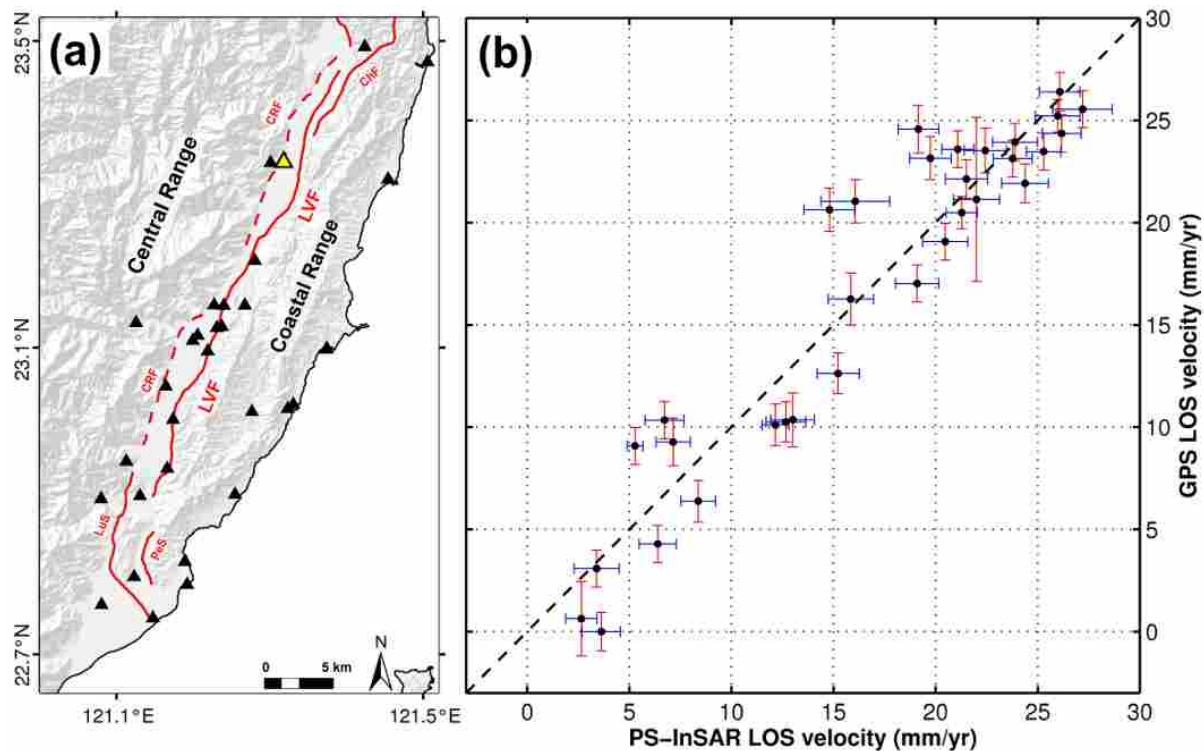 (a)
23.5°N
23.1°N
22.7°N
121.1°E
121.5°E
Central Range
Coastal Range
CRF
ChF
LVF
CRF
LVF
LuS
PeS
N
0 5 km
(b)
30
25
20
15
10
5
0
GPS LOS velocity (mm/yr)
0 5 10 15 20 25 30
PS-InSAR LOS velocity (mm/yr)